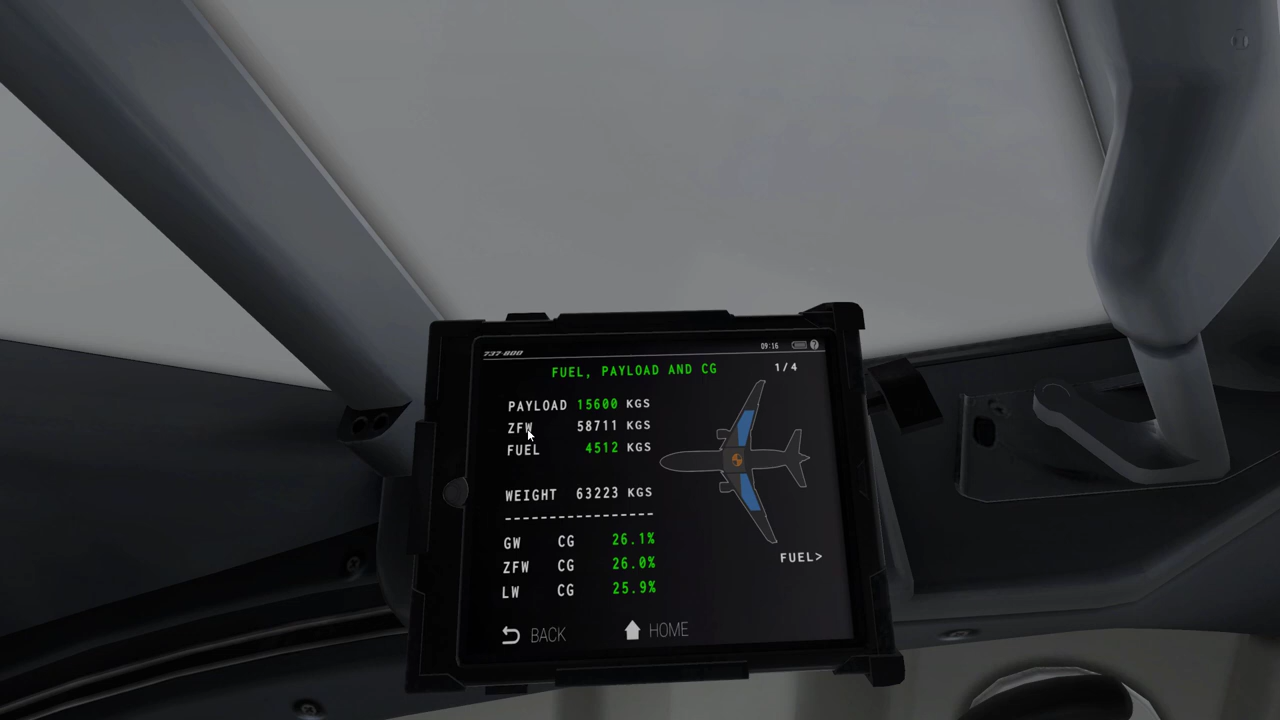 737-800
09:16 ?
FUEL, PAYLOAD AND CG 1/4
PAYLOAD 15600 KGS
ZFW 58711 KGS
FUEL 4512 KGS
WEIGHT 63223 KGS
-----------------
GW CG 26.1%
ZFW CG 26.0%
LW CG 25.9%
FUEL>
BACK HOME